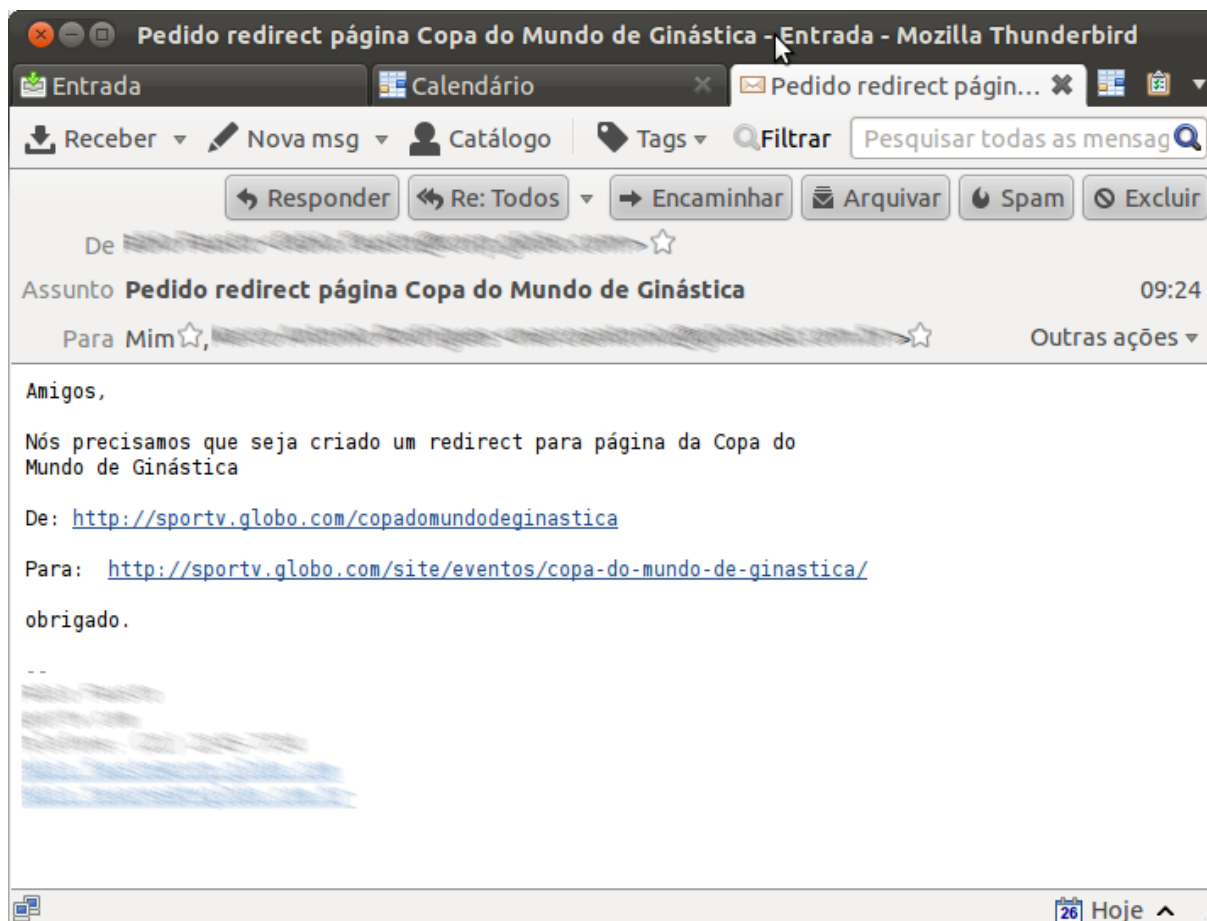 Pedido redirect página Copa do Mundo de Ginástica - Entrada - Mozilla Thunderbird
Entrada
Calendário
Pedido redirect págin...
Receber
Nova msg
Catálogo
Tags
Filtrar
Pesquisar todas as mensag
Responder
Re: Todos
Encaminhar
Arquivar
Spam
Excluir
De
Assunto Pedido redirect página Copa do Mundo de Ginástica 09:24
Para Mim ,
Outras ações
Amigos,
Nós precisamos que seja criado um redirect para página da Copa do
Mundo de Ginástica
De: http://sportv.globo.com/copadomundodeginastica
Para: http://sportv.globo.com/site/eventos/copa-do-mundo-de-ginastica/
obrigado.
--
26 Hoje